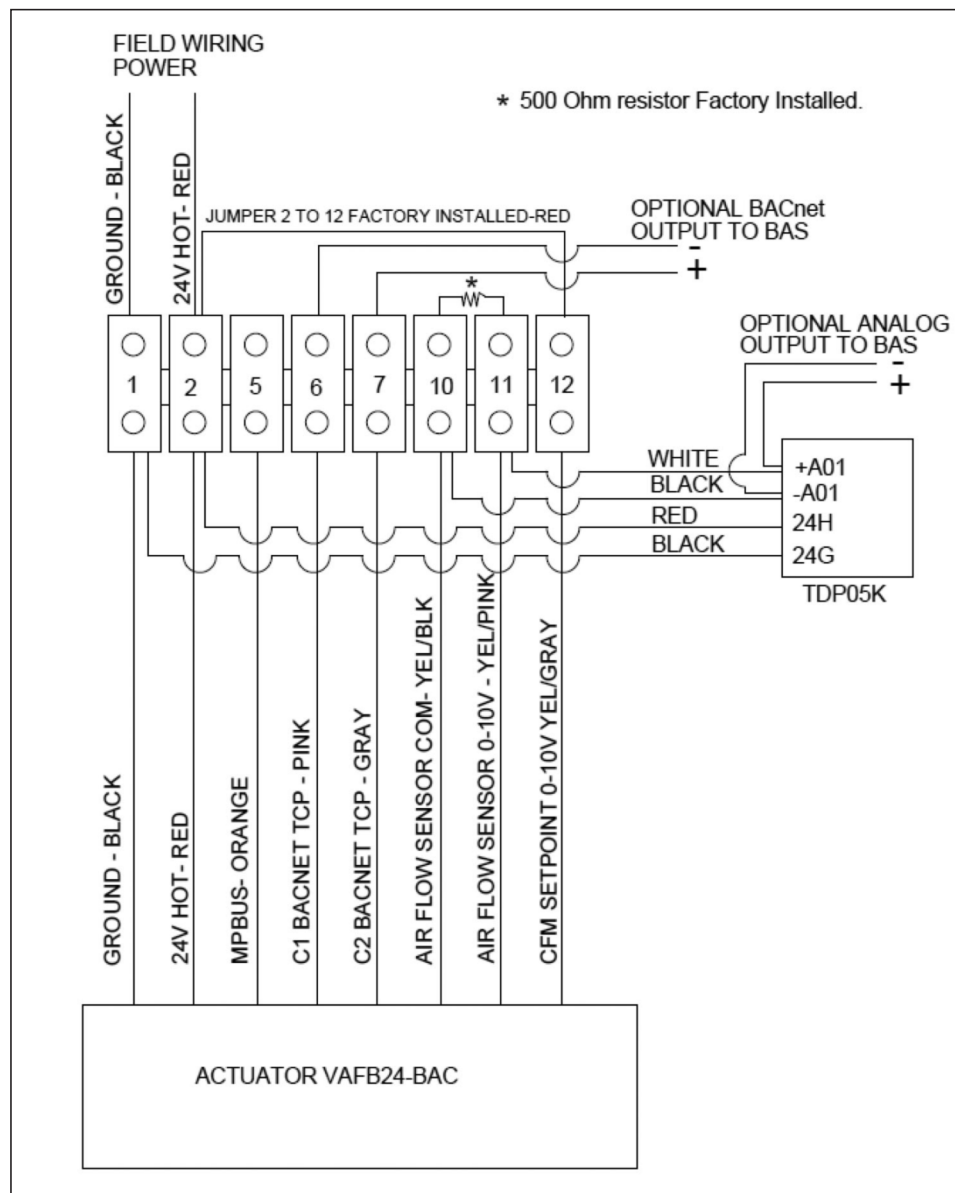 FIELD WIRING
POWER
* 500 Ohm resistor Factory Installed.
GROUND - BLACK
24V HOT- RED
JUMPER 2 TO 12 FACTORY INSTALLED-RED
OPTIONAL BACnet
OUTPUT TO BAS
-
+
*
OPTIONAL ANALOG
OUTPUT TO BAS
-
+
1
2
5
6
7
10
11
12
WHITE
BLACK
RED
BLACK
+A01
-A01
24H
24G
TDP05K
GROUND - BLACK
24V HOT- RED
MPBUS- ORANGE
C1 BACNET TCP - PINK
C2 BACNET TCP - GRAY
AIR FLOW SENSOR COM- YEL/BLK
AIR FLOW SENSOR 0-10V - YEL/PINK
CFM SETPOINT 0-10V YEL/GRAY
ACTUATOR VAFB24-BAC